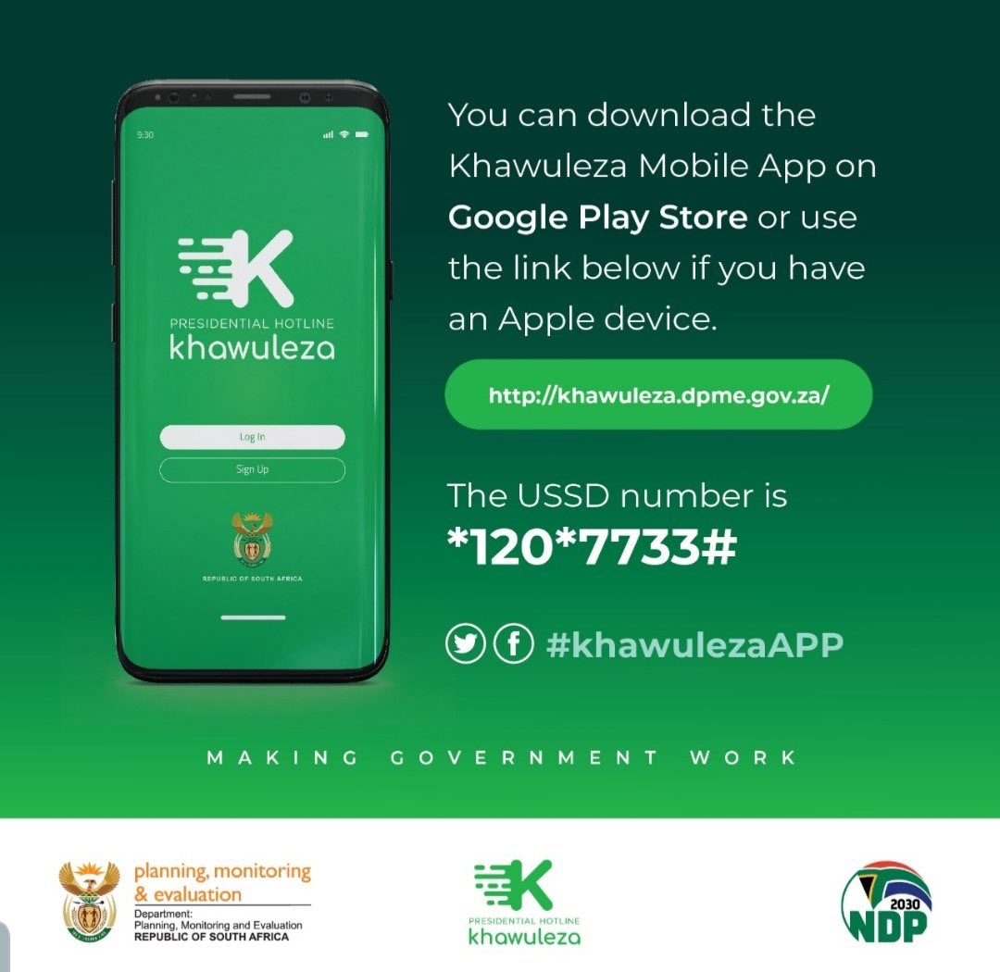 9:30
PRESIDENTIAL HOTLINE
khawuleza
Log In
Sign Up
REPUBLIC OF SOUTH AFRICA
You can download the
Khawuleza Mobile App on
Google Play Store or use
the link below if you have
an Apple device.
http://khawuleza.dpme.gov.za/
The USSD number is
*120*7733#
#khawulezaAPP
MAKING GOVERNMENT WORK
planning, monitoring
& evaluation
Department:
Planning, Monitoring and Evaluation
REPUBLIC OF SOUTH AFRICA
PRESIDENTIAL HOTLINE
khawuleza
2030
NDP